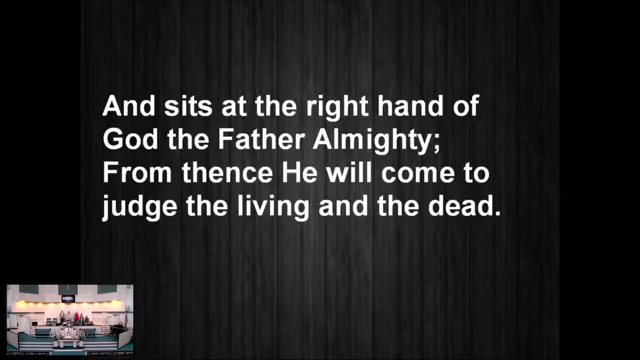 And sits at the right hand of
God the Father Almighty;
From thence He will come to
judge the living and the dead.